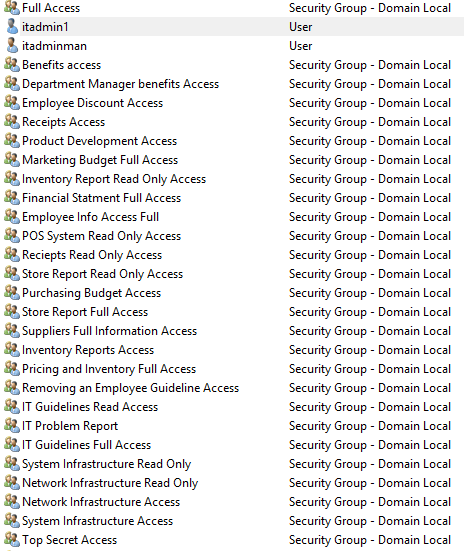 Full Access Security Group - Domain Local
itadmin1 User
itadminman User
Benefits access Security Group - Domain Local
Department Manager benefits Access Security Group - Domain Local
Employee Discount Access Security Group - Domain Local
Receipts Access Security Group - Domain Local
Product Development Access Security Group - Domain Local
Marketing Budget Full Access Security Group - Domain Local
Inventory Report Read Only Access Security Group - Domain Local
Financial Statment Full Access Security Group - Domain Local
Employee Info Access Full Security Group - Domain Local
POS System Read Only Access Security Group - Domain Local
Reciepts Read Only Access Security Group - Domain Local
Store Report Read Only Access Security Group - Domain Local
Purchasing Budget Access Security Group - Domain Local
Store Report Full Access Security Group - Domain Local
Suppliers Full Information Access Security Group - Domain Local
Inventory Reports Access Security Group - Domain Local
Pricing and Inventory Full Access Security Group - Domain Local
Removing an Employee Guideline Access Security Group - Domain Local
IT Guidelines Read Access Security Group - Domain Local
IT Problem Report Security Group - Domain Local
IT Guidelines Full Access Security Group - Domain Local
System Infrastructure Read Only Security Group - Domain Local
Network Infrastructure Read Only Security Group - Domain Local
Network Infrastructure Access Security Group - Domain Local
System Infrastructure Access Security Group - Domain Local
Top Secret Access Security Group - Domain Local